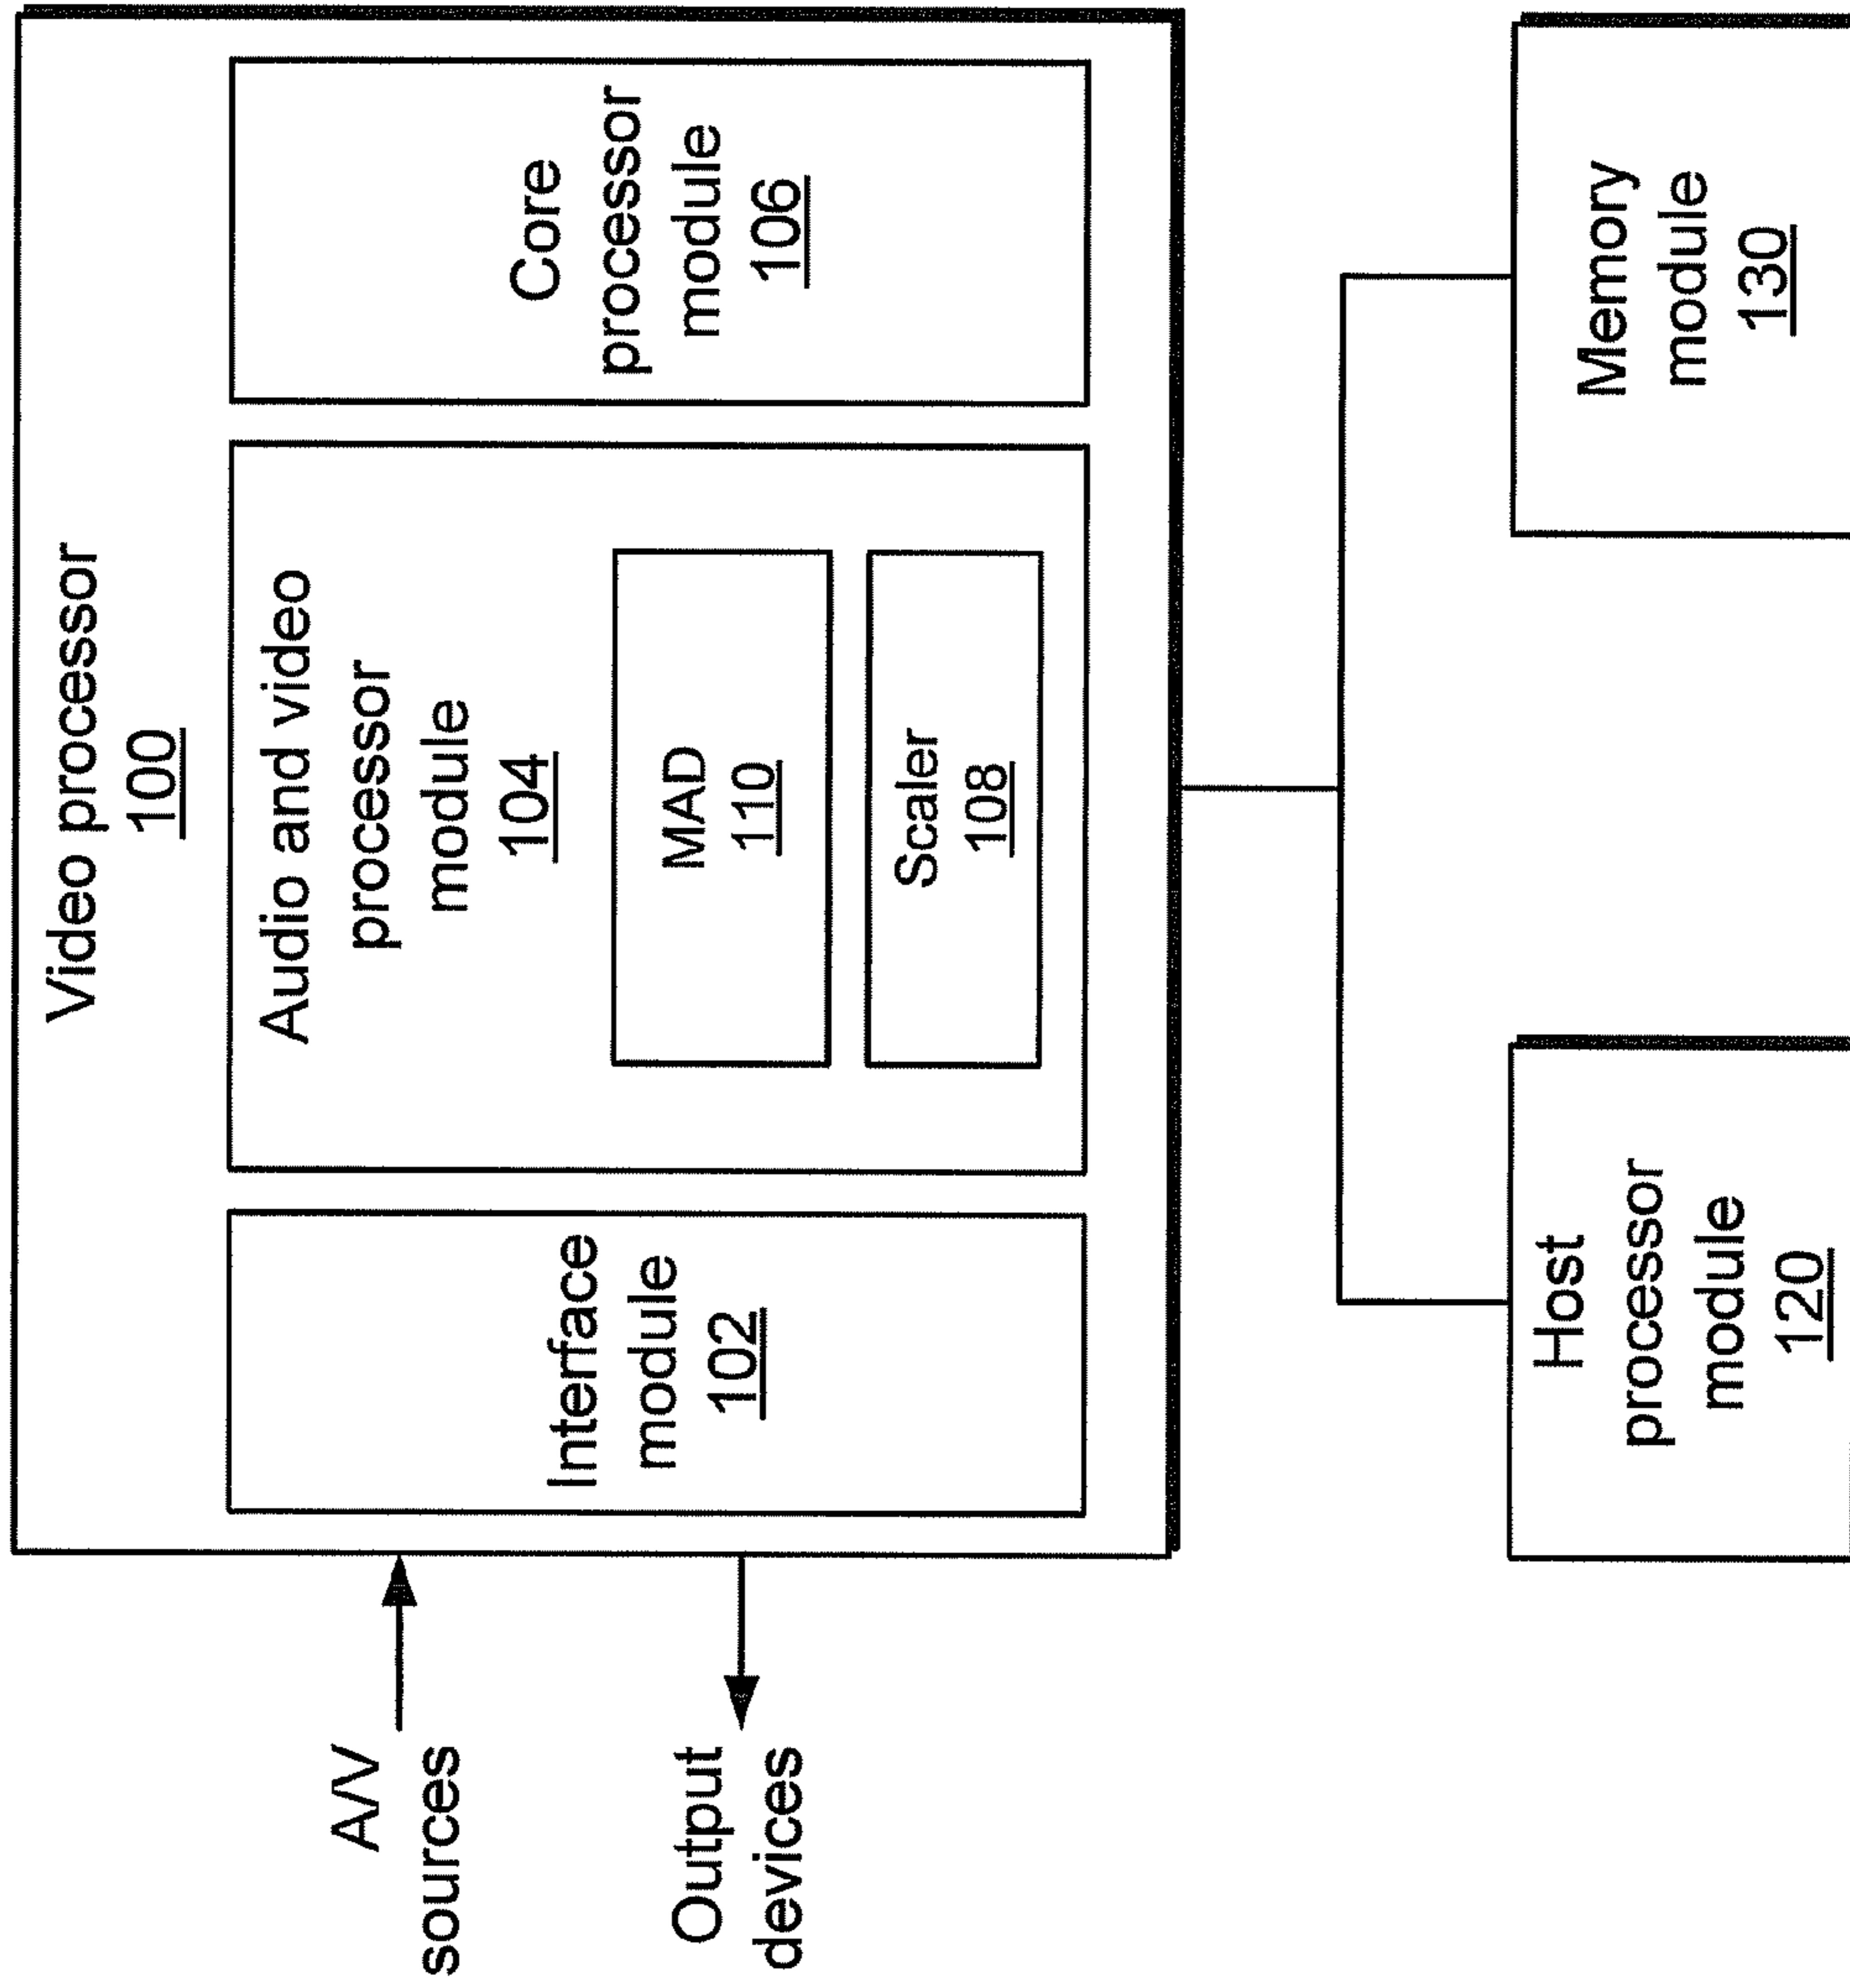 Video processor
100
A/V
sources
Output
devices
Interface
module
102
Audio and video
processor
module
104
MAD
110
Scaler
108
Core
processor
module
106
Host
processor
module
120
Memory
module
130